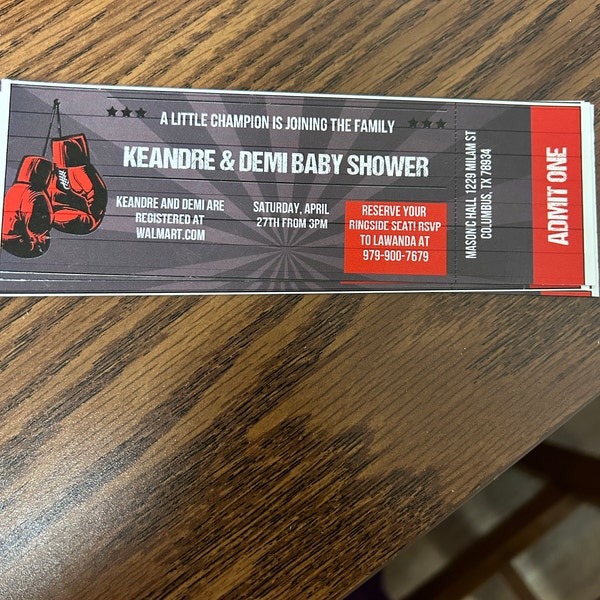 A LITTLE CHAMPION IS JOINING THE FAMILY
KEANDRE & DEMI BABY SHOWER
KEANDRE AND DEMI ARE
REGISTERED AT
WALMART.COM
SATURDAY, APRIL
27TH FROM 3PM
RESERVE YOUR
RINGSIDE SEAT! RSVP
TO LAWANDA AT
979-900-7679
MASONC HALL 1229 MILAM ST
COLUMBUS, TX 78934
ADMIT ONE